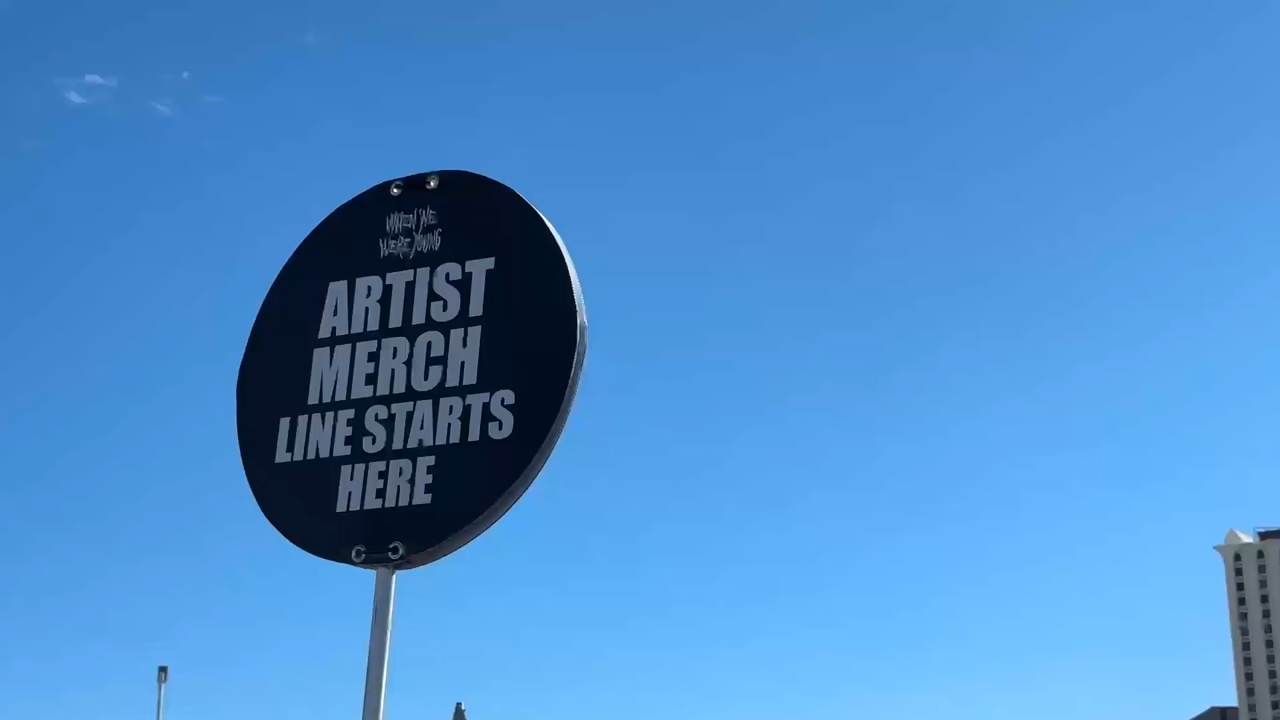 WHEN WE
WERE YOUNG
ARTIST
MERCH
LINE STARTS
HERE